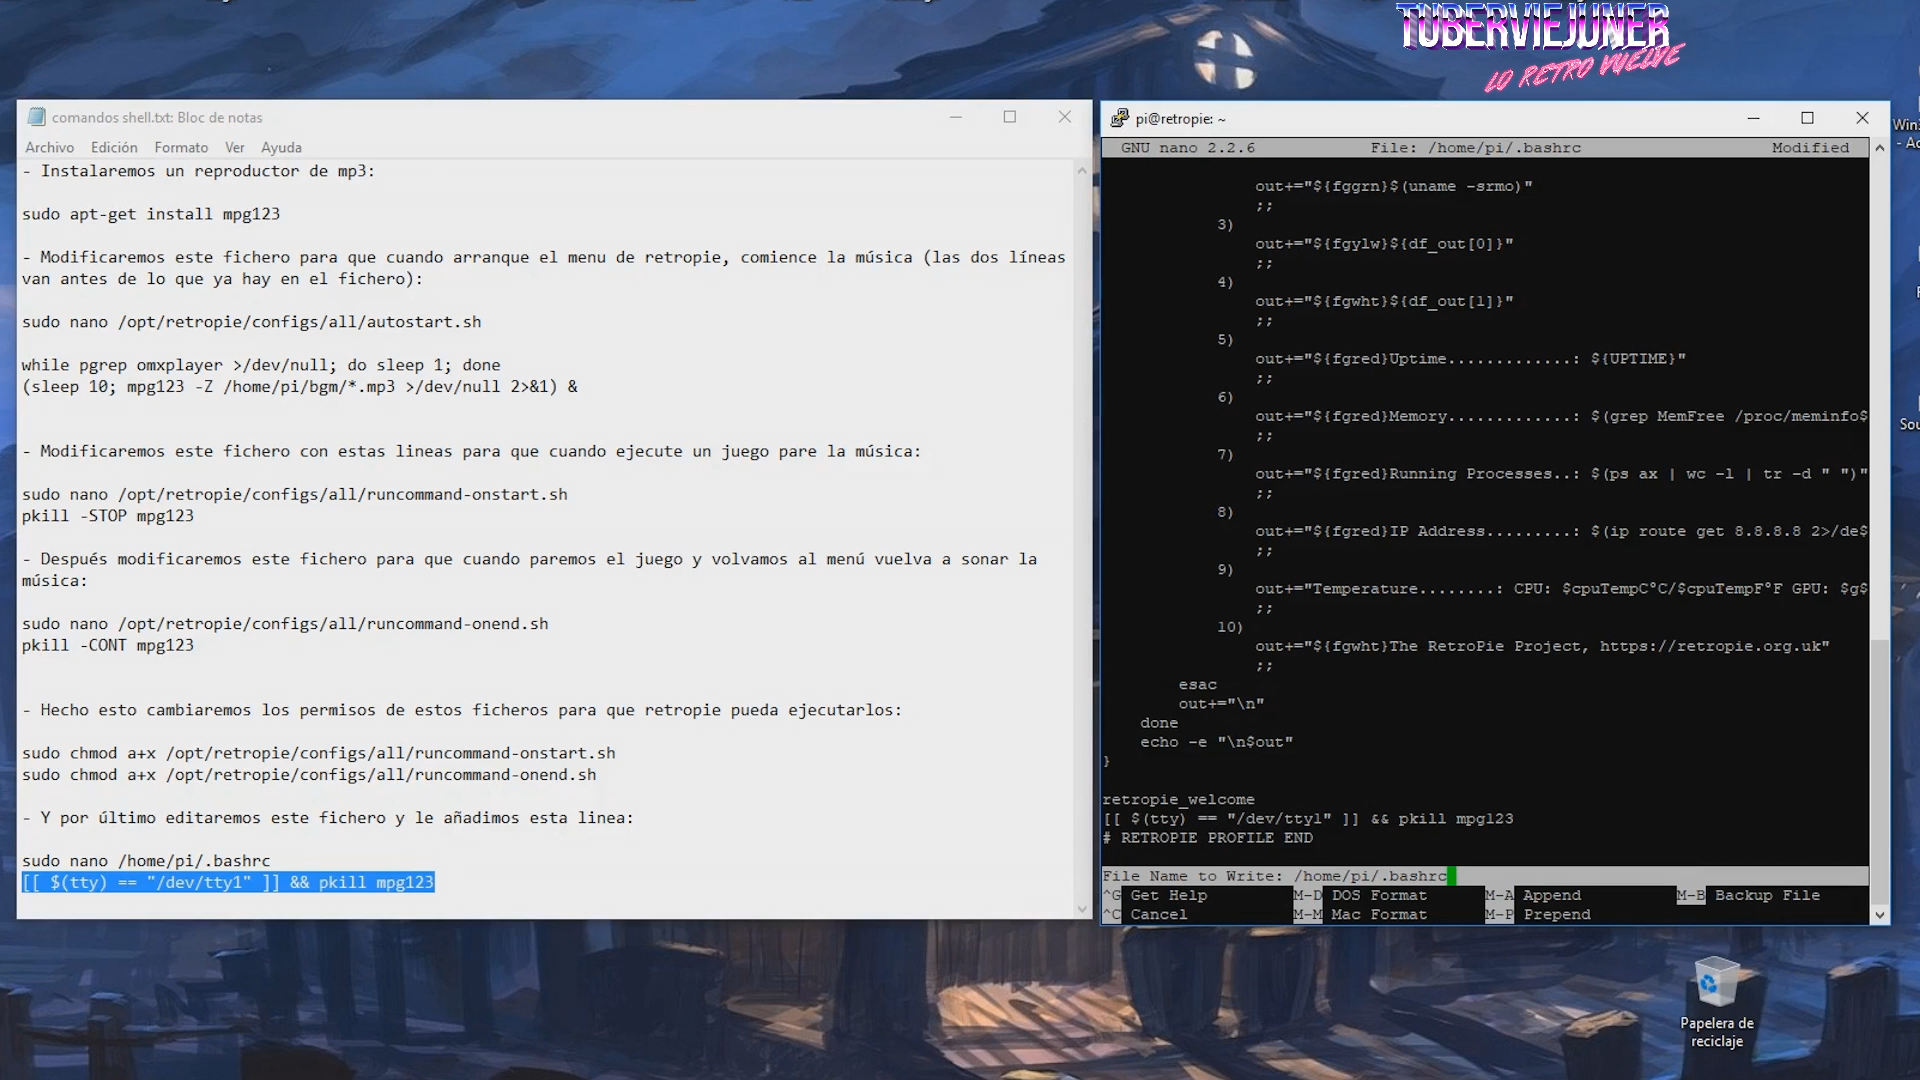 TUBERVIEJUNER
LO RETRO VUELVE
comandos shell.txt: Bloc de notas
Archivo Edición Formato Ver Ayuda
- Instalaremos un reproductor de mp3:
sudo apt-get install mpg123
- Modificaremos este fichero para que cuando arranque el menu de retropie, comience la música (las dos líneas
van antes de lo que ya hay en el fichero):
sudo nano /opt/retropie/configs/all/autostart.sh
while pgrep omxplayer >/dev/null; do sleep 1; done
(sleep 10; mpg123 -Z /home/pi/bgm/*.mp3 >/dev/null 2>&1) &
- Modificaremos este fichero con estas lineas para que cuando ejecute un juego pare la música:
sudo nano /opt/retropie/configs/all/runcommand-onstart.sh
pkill -STOP mpg123
- Después modificaremos este fichero para que cuando paremos el juego y volvamos al menú vuelva a sonar la
música:
sudo nano /opt/retropie/configs/all/runcommand-onend.sh
pkill -CONT mpg123
- Hecho esto cambiaremos los permisos de estos ficheros para que retropie pueda ejecutarlos:
sudo chmod a+x /opt/retropie/configs/all/runcommand-onstart.sh
sudo chmod a+x /opt/retropie/configs/all/runcommand-onend.sh
- Y por último editaremos este fichero y le añadimos esta linea:
sudo nano /home/pi/.bashrc
[[ $(tty) == "/dev/tty1" ]] && pkill mpg123
pi@retropie: ~
GNU nano 2.2.6 File: /home/pi/.bashrc Modified
out+="${fggrn}$(uname -srmo)"
;;
3)
out+="${fgylw}${df_out[0]}"
;;
4)
out+="${fgwht}${df_out[1]}"
;;
5)
out+="${fgred}Uptime.............: ${UPTIME}"
;;
6)
out+="${fgred}Memory.............: $(grep MemFree /proc/meminfo$
;;
7)
out+="${fgred}Running Processes..: $(ps ax | wc -l | tr -d " ")"
;;
8)
out+="${fgred}IP Address.........: $(ip route get 8.8.8.8 2>/de$
;;
9)
out+="Temperature........: CPU: $cpuTempC°C/$cpuTempF°F GPU: $g$
;;
10)
out+="${fgwht}The RetroPie Project, https://retropie.org.uk"
;;
esac
out+="\n"
done
echo -e "\n$out"
}
retropie_welcome
[[ $(tty) == "/dev/tty1" ]] && pkill mpg123
# RETROPIE PROFILE END
File Name to Write: /home/pi/.bashrc
^G Get Help M-D DOS Format M-A Append M-B Backup File
^C Cancel M-M Mac Format M-P Prepend
Papelera de
reciclaje